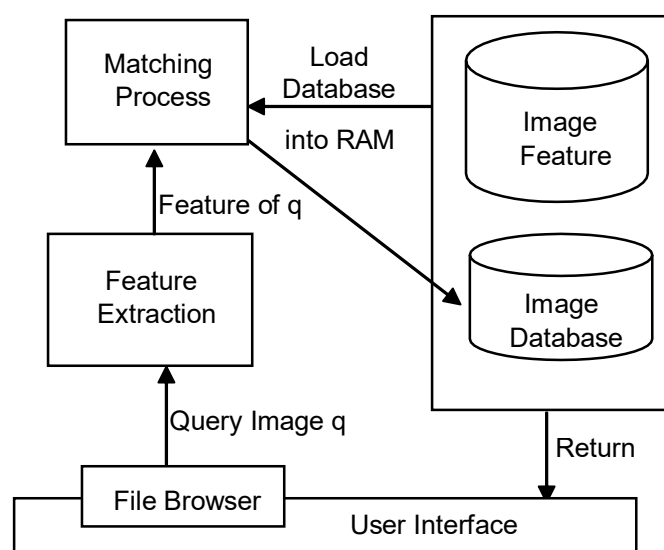 Matching
Process
Load
Database
into RAM
Image
Feature
Feature of q
Feature
Extraction
Image
Database
Query Image q
Return
File Browser
User Interface